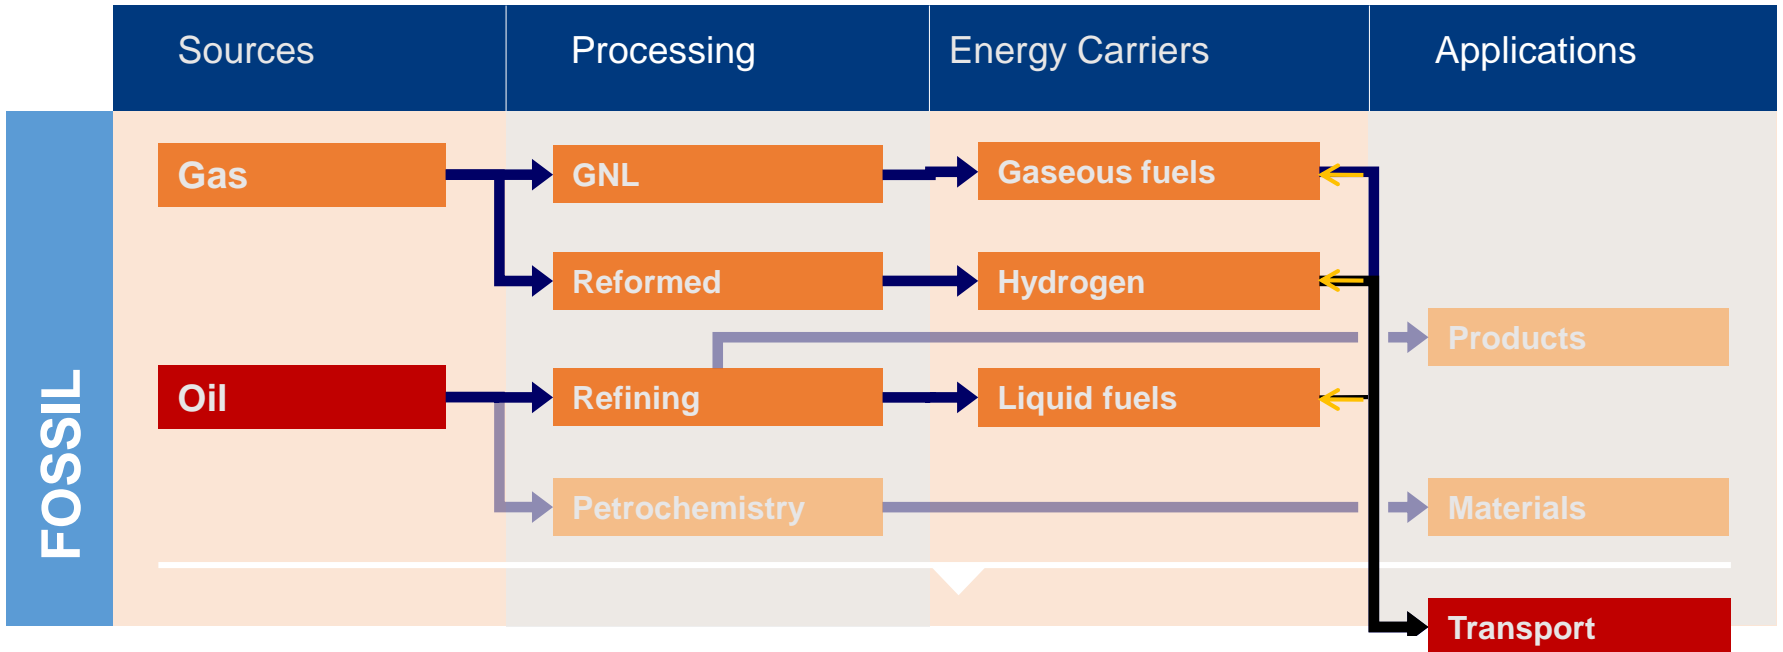 Sources
Processing
Energy Carriers
Applications
FOSSIL
Gas
GNL
Gaseous fuels
Reformed
Hydrogen
Products
Oil
Refining
Liquid fuels
Petrochemistry
Materials
Transport